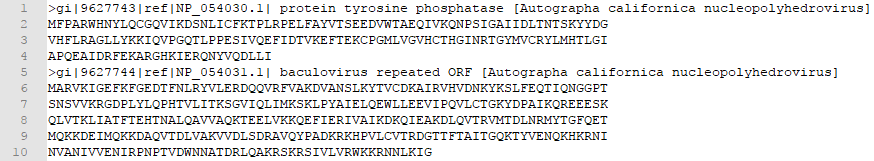 1 >gi|9627743|ref|NP_054030.1| protein tyrosine phosphatase [Autographa californica nucleopolyhedrovirus]
2 MFPARWHNYLQCGQVIKDSNLICFKTPLRPELFAYVTSEEDVWTAEQIVKQNPSIGAIIDLTNTSKYYDG
3 VHFLRAGLLYKKIQVPGQTLPPESIVQEFIDTVKEFTEKCPGMLVGVHCTHGINRTGYMVCRYLMHTLGI
4 APQEAIDRFEKARGHKIERQNYVQDLLI
5 >gi|9627744|ref|NP_054031.1| baculovirus repeated ORF [Autographa californica nucleopolyhedrovirus]
6 MARVKIGEFKFGEDTFNLRYVLERDQQVRFVAKDVANSLKYTVCDKAIRVHVDNKYKSLFEQTIQNGGPT
7 SNSVVKRGDPLYLQPHTVLITKSGVIQLIMKSKLPYAIELQEWLLEEVIPQVLCTGKYDPAIKQREEESK
8 QLVTKLIATFTEHTNALQAVVAQKTEELVKKQEFIERIVAIKDKQIEAKDLQVTRVMTDLNRMYTGFQET
9 MQKKDEIMQKKDAQVTDLVAKVVDLSDRAVQYPADKRKHPVLCVTRDGTTFTAITGQKTYVENQKHKRNI
10 NVANIVVENIRPNPTVDWNNATDRLQAKRSKRSIVLVRWKKRNNLKIG